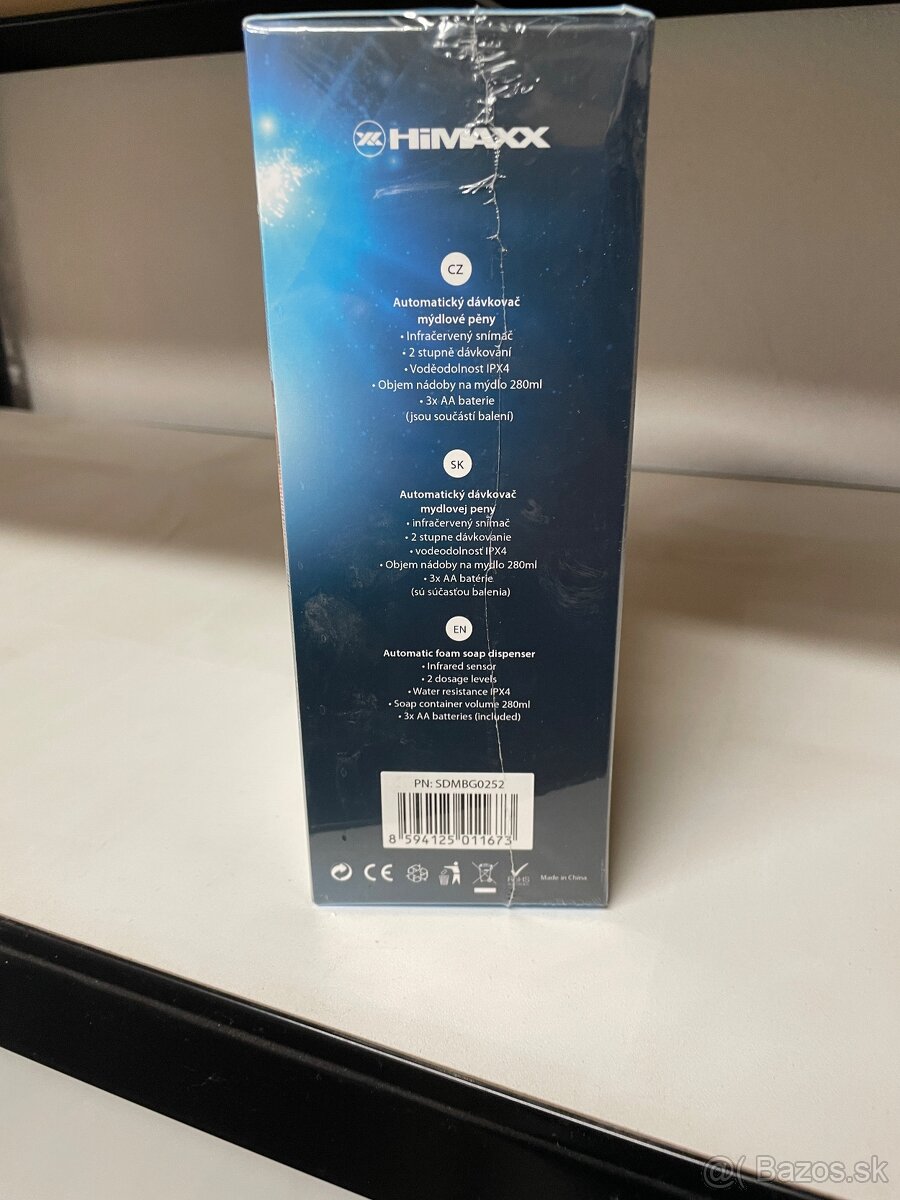 HiMAXX
CZ
Automatický dávkovač
mýdlové pěny
• Infračervený snímač
• 2 stupně dávkování
• Voděodolnost IPX4
• Objem nádoby na mýdlo 280ml
• 3x AA baterie
(jsou součástí balení)
SK
Automatický dávkovač
mydlovej peny
• infračervený snímač
• 2 stupne dávkovanie
• vodeodolnosť IPX4
• Objem nádoby na mydlo 280ml
• 3x AA batérie
(sú súčasťou balenia)
EN
Automatic foam soap dispenser
• Infrared sensor
• 2 dosage levels
• Water resistance IPX4
• Soap container volume 280ml
• 3x AA batteries (included)
PN: SDMBG0252
8 594125 011673
CE
RoHS
Made in China
@( Bazos.sk